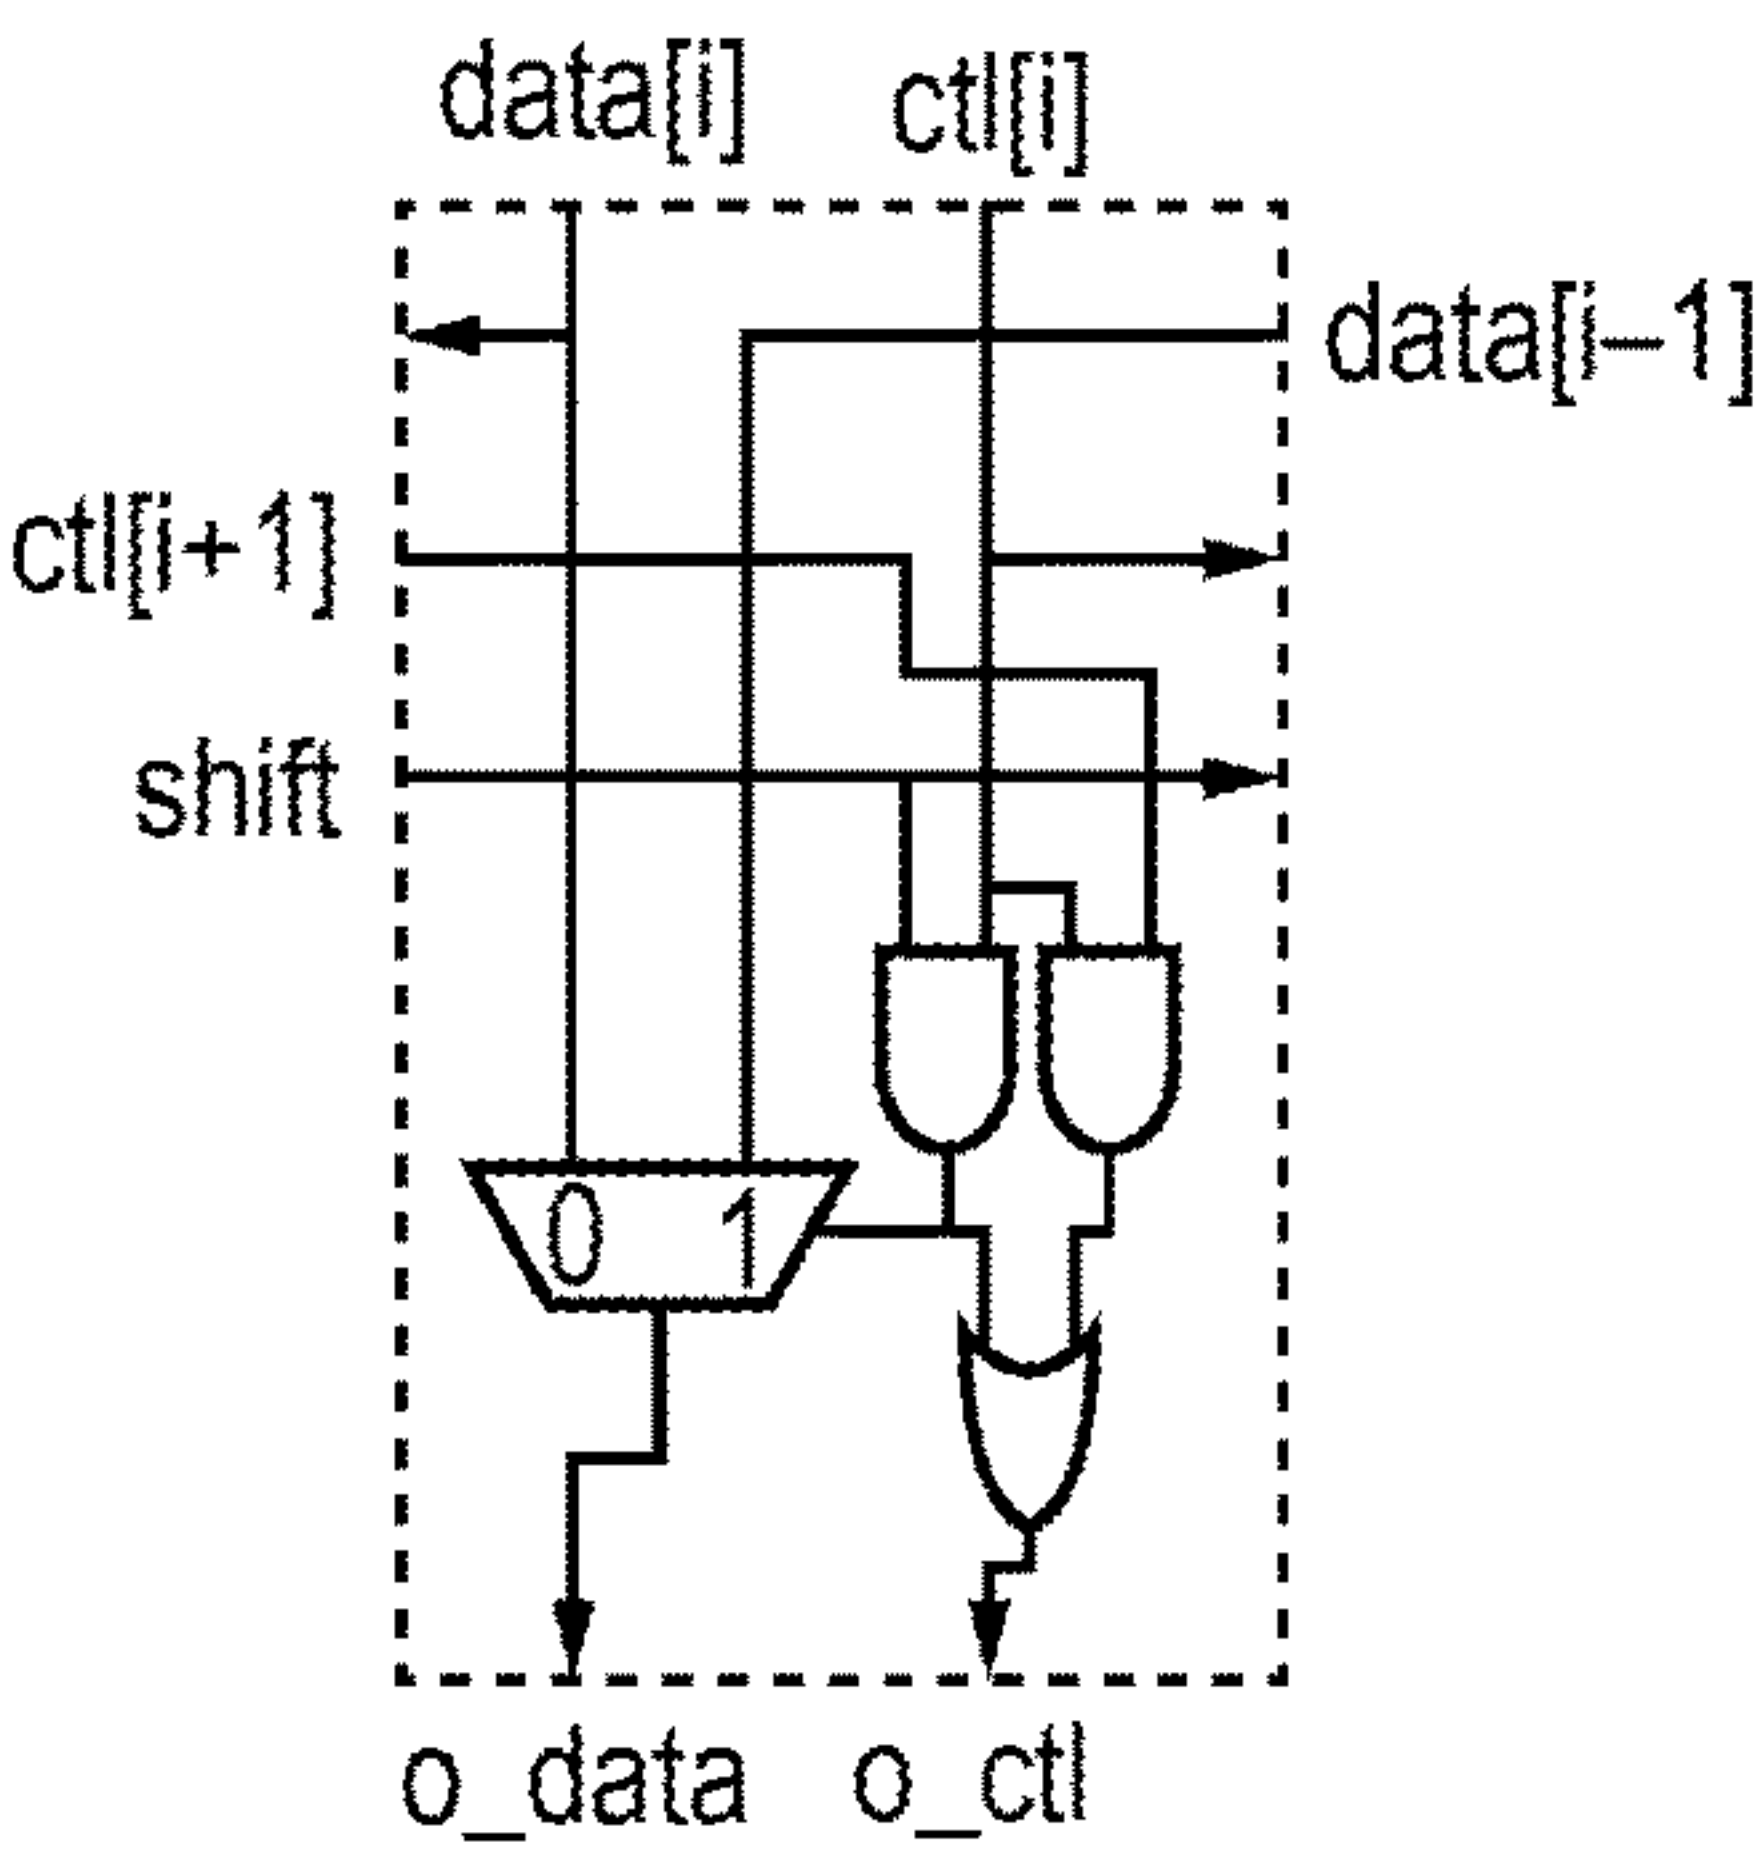 data[i] ctl[i]
data[i–1]
ctl[i+1]
shift
0 1
o_data o_ctl